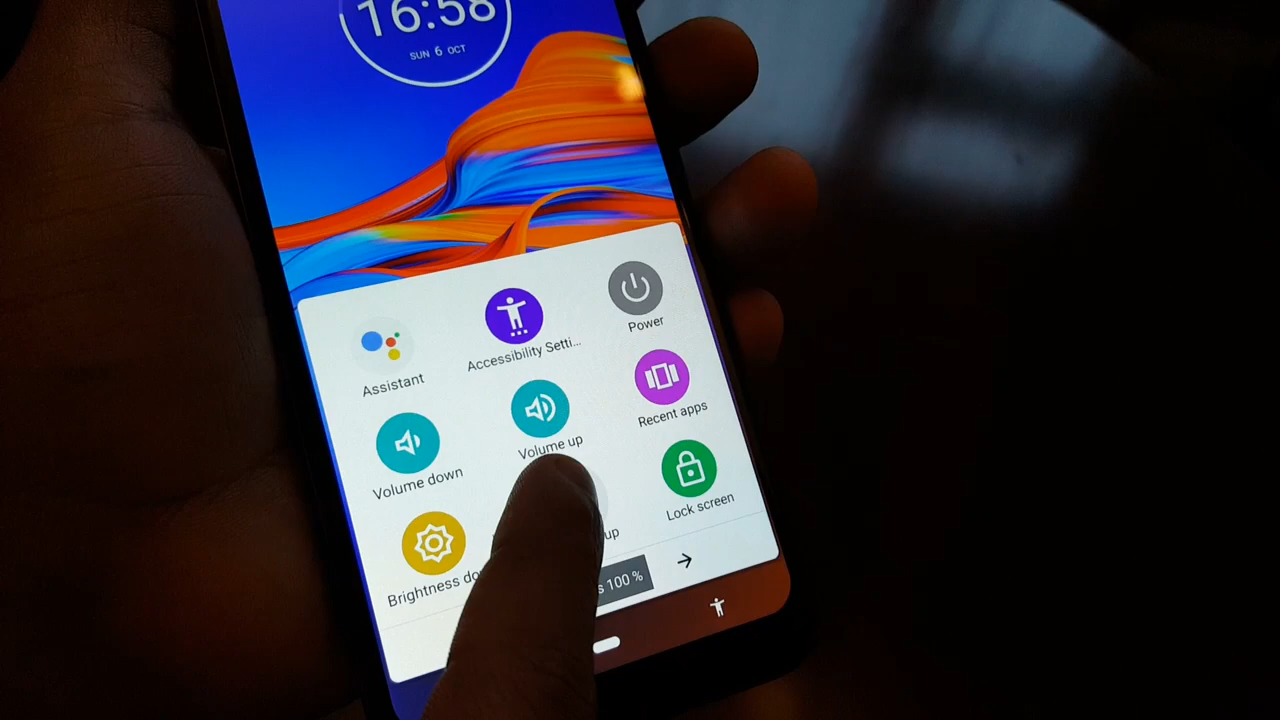 16:58
SUN 6 OCT
Assistant
Accessibility Setti...
Power
Volume down
Volume up
Recent apps
Brightness do
up
Lock screen
s 100 %